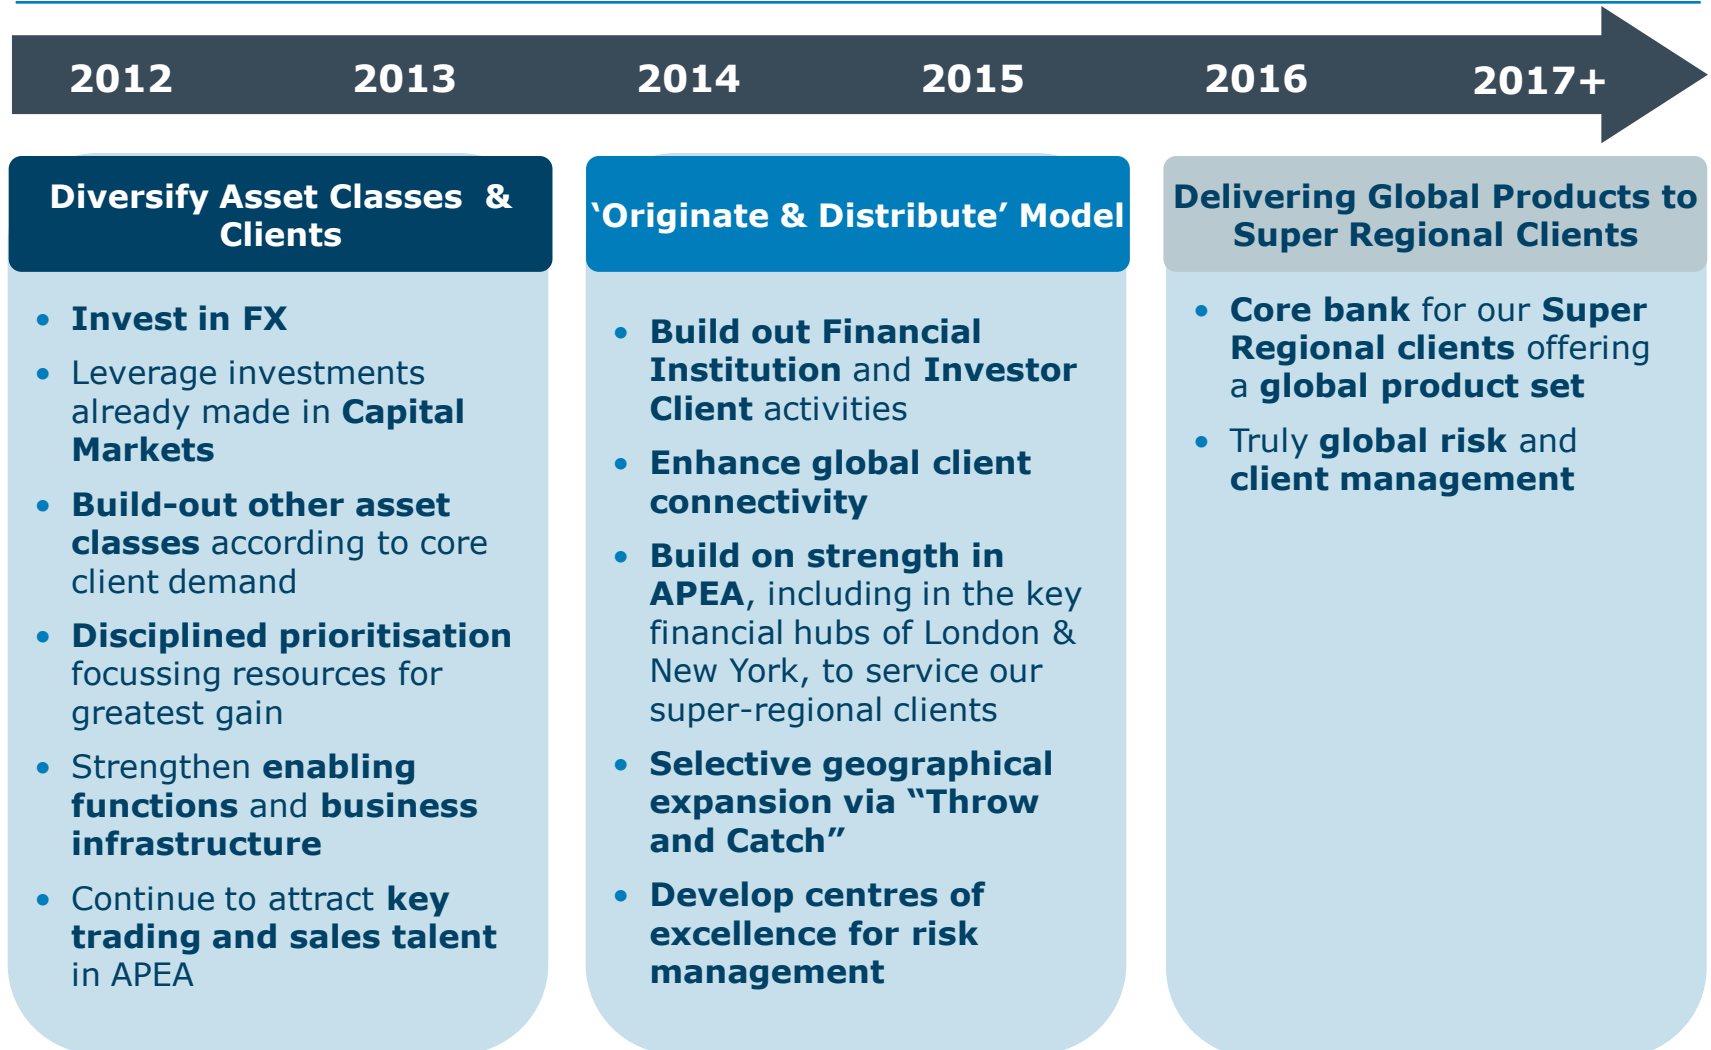 2012 2013 2014 2015 2016 2017+
Diversify Asset Classes &
Clients
• Invest in FX
• Leverage investments
already made in Capital
Markets
• Build-out other asset
classes according to core
client demand
• Disciplined prioritisation
focussing resources for
greatest gain
• Strengthen enabling
functions and business
infrastructure
• Continue to attract key
trading and sales talent
in APEA
‘Originate & Distribute’ Model
• Build out Financial
Institution and Investor
Client activities
• Enhance global client
connectivity
• Build on strength in
APEA, including in the key
financial hubs of London &
New York, to service our
super-regional clients
• Selective geographical
expansion via “Throw
and Catch”
• Develop centres of
excellence for risk
management
Delivering Global Products to
Super Regional Clients
• Core bank for our Super
Regional clients offering
a global product set
• Truly global risk and
client management